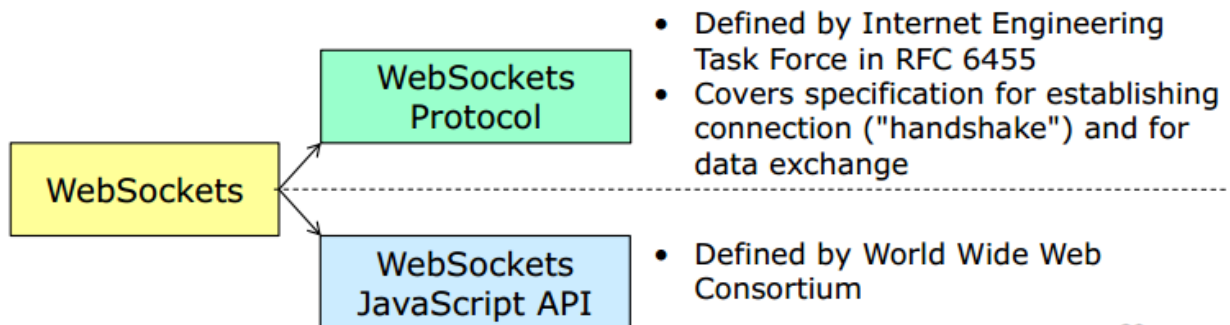 WebSockets
WebSockets
Protocol
• Defined by Internet Engineering
Task Force in RFC 6455
• Covers specification for establishing
connection ("handshake") and for
data exchange
WebSockets
JavaScript API
• Defined by World Wide Web
Consortium